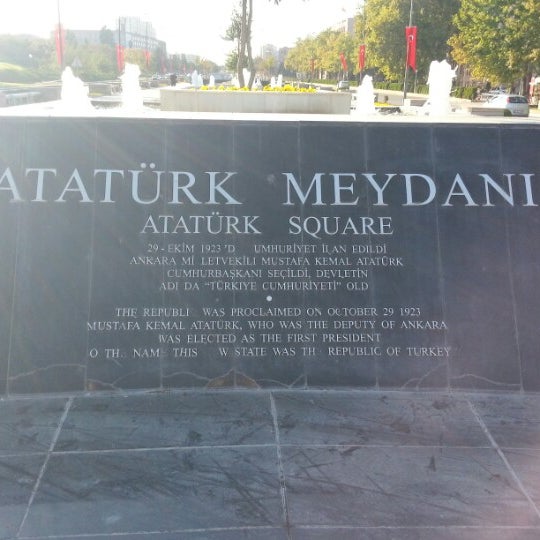 ATATÜRK MEYDANI
ATATÜRK SQUARE
29-EKİM 1923'D UMHURİYET İLAN EDİLDİ
ANKARA Mİ LETVEKİLİ MUSTAFA KEMAL ATATÜRK
CUMHURBAŞKANI SEÇİLDİ, DEVLETİN
ADI DA "TÜRKİYE CUMHURİYETİ" OLD
THE REPUBLI WAS PROCLAIMED ON OCTOBER 29 1923
MUSTAFA KEMAL ATATÜRK, WHO WAS THE DEPUTY OF ANKARA
WAS ELECTED AS THE FIRST PRESIDENT
O TH NAME THIS W STATE WAS TH REPUBLIC OF TURKEY